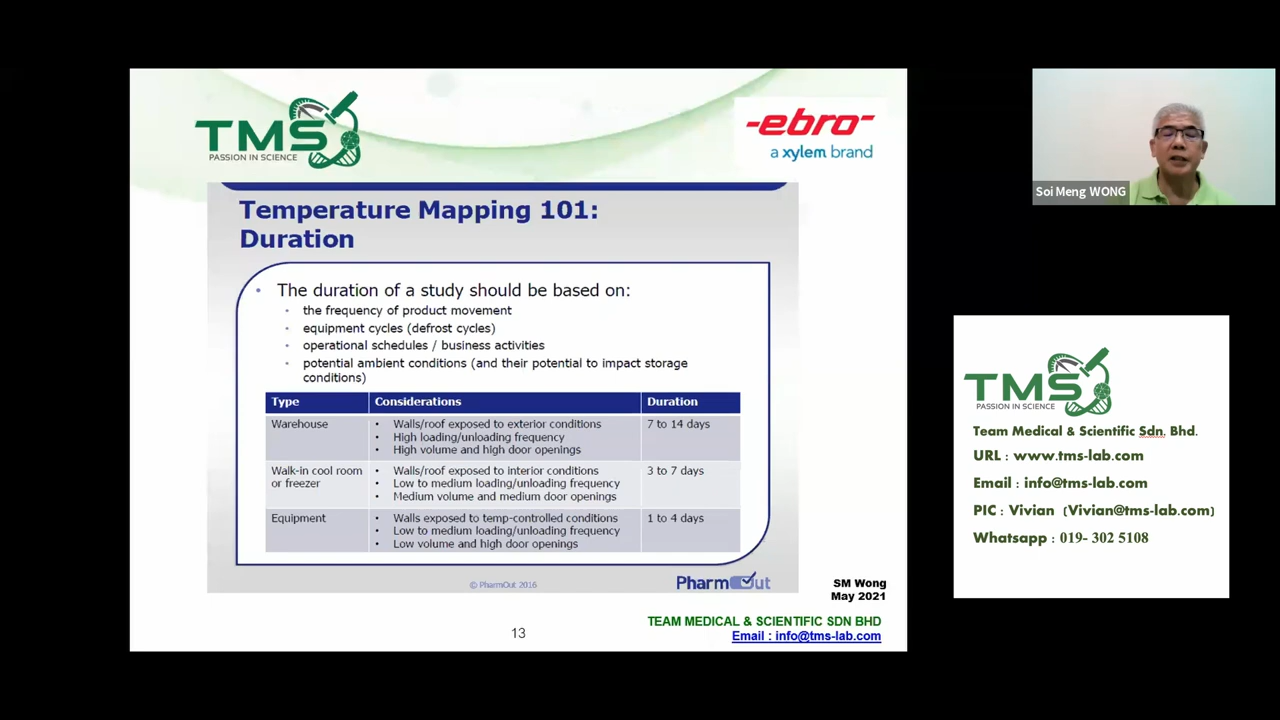 TMS
PASSION IN SCIENCE
-ebro-
a xylem brand
Temperature Mapping 101:
Duration
• The duration of a study should be based on:
• the frequency of product movement
• equipment cycles (defrost cycles)
• operational schedules / business activities
• potential ambient conditions (and their potential to impact storage
conditions)
Type Considerations Duration
Warehouse • Walls/roof exposed to exterior conditions 7 to 14 days
• High loading/unloading frequency
• High volume and high door openings
Walk-in cool room • Walls/roof exposed to interior conditions 3 to 7 days
or freezer • Low to medium loading/unloading frequency
• Medium volume and medium door openings
Equipment • Walls exposed to temp-controlled conditions 1 to 4 days
• Low to medium loading/unloading frequency
• Low volume and high door openings
© PharmOut 2016
PharmOut
SM Wong
May 2021
13
TEAM MEDICAL & SCIENTIFIC SDN BHD
Email : info@tms-lab.com
Soi Meng WONG
TMS
PASSION IN SCIENCE
Team Medical & Scientific Sdn. Bhd.
URL : www.tms-lab.com
Email : info@tms-lab.com
PIC : Vivian (Vivian@tms-lab.com)
Whatsapp : 019- 302 5108